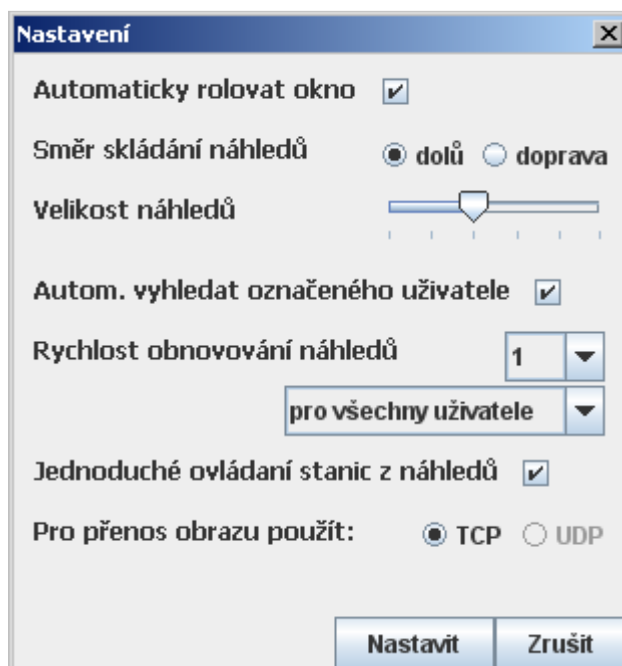 Nastavení
Automaticky rolovat okno
Směr skládání náhledů dolů doprava
Velikost náhledů
Autom. vyhledat označeného uživatele
Rychlost obnovování náhledů 1
pro všechny uživatele
Jednoduché ovládaní stanic z náhledů
Pro přenos obrazu použít: TCP UDP
Nastavit Zrušit